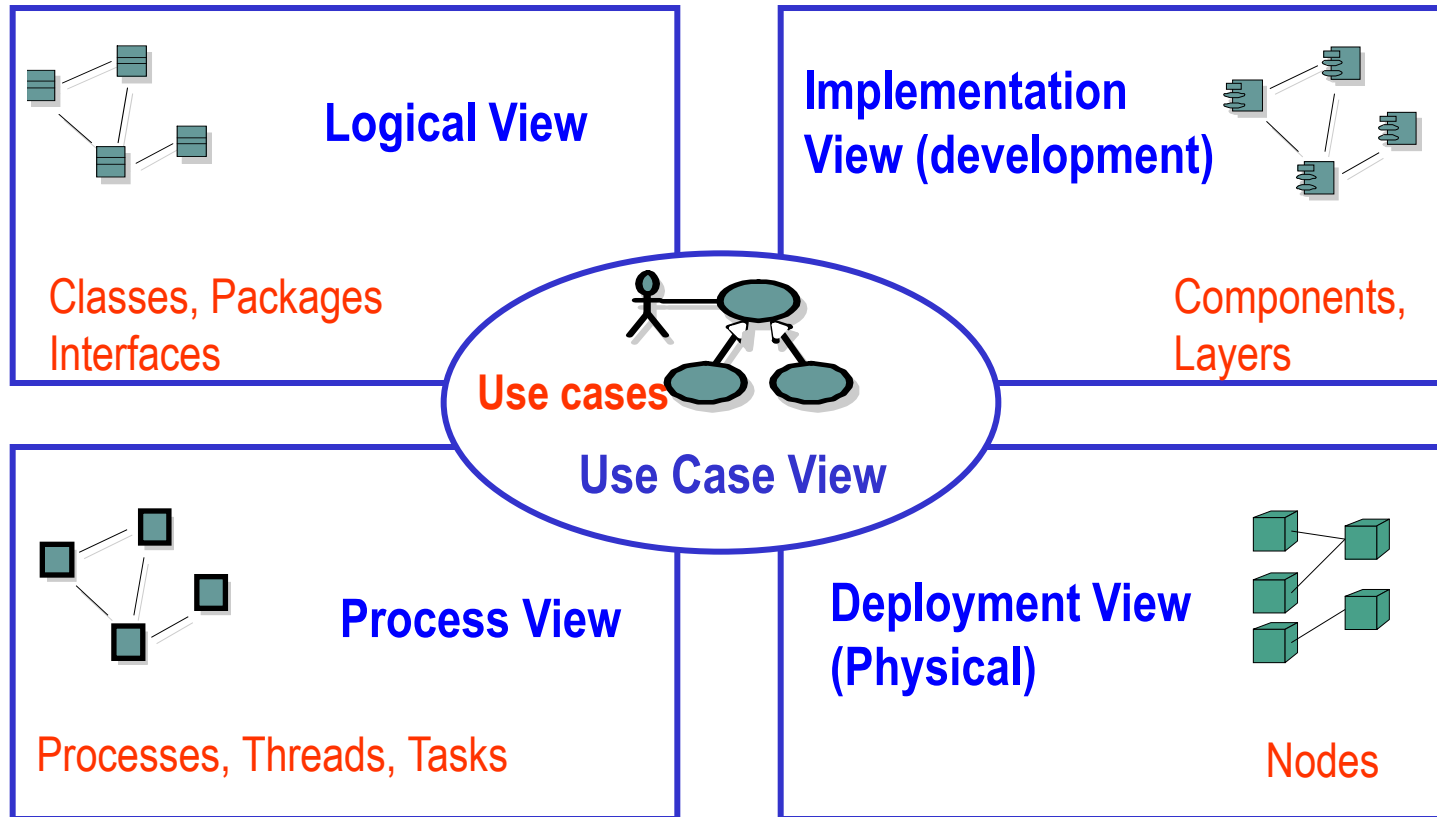 Logical View
Classes, Packages
Interfaces
Implementation
View (development)
Components,
Layers
Use cases
Use Case View
Process View
Processes, Threads, Tasks
Deployment View
(Physical)
Nodes